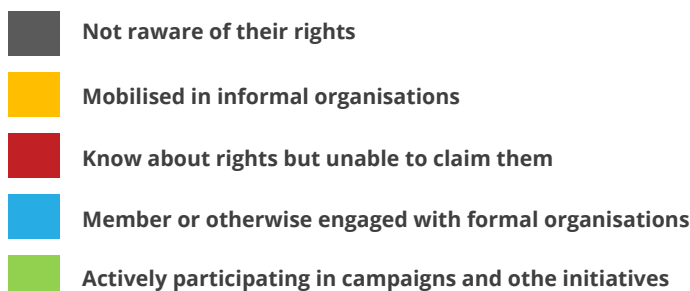 Not raware of their rights
Mobilised in informal organisations
Know about rights but unable to claim them
Member or otherwise engaged with formal organisations
Actively participating in campaigns and othe initiatives